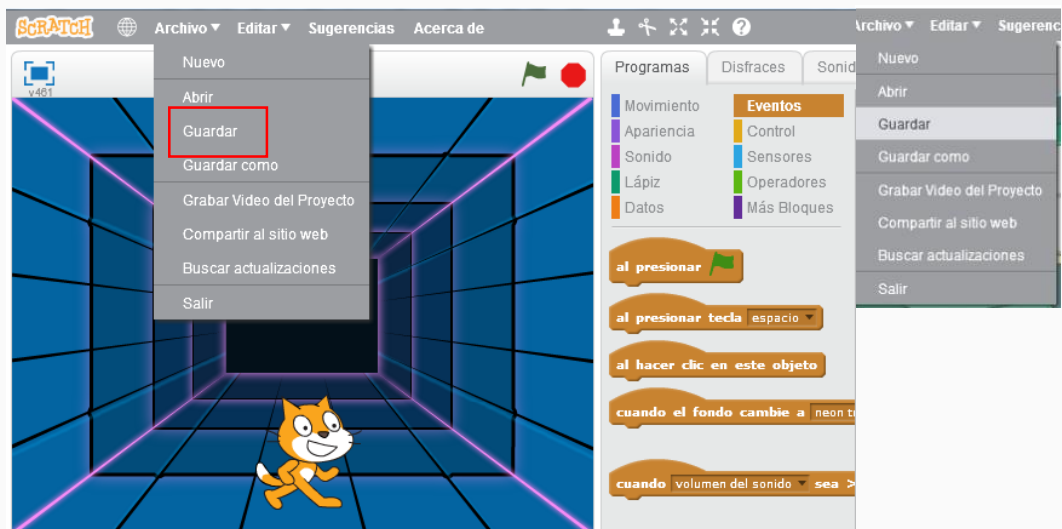 SCRATCH Archivo Editar Sugerencias Acerca de
v461
Nuevo
Abrir
Guardar
Guardar como
Grabar Video del Proyecto
Compartir al sitio web
Buscar actualizaciones
Salir
Programas Disfraces Sonid
Movimiento Eventos
Apariencia Control
Sonido Sensores
Lápiz Operadores
Datos Más Bloques
al presionar
al presionar tecla espacio
al hacer clic en este objeto
cuando el fondo cambie a neon t
cuando volumen del sonido sea >
Archivo Editar Sugerenc
Nuevo
Abrir
Guardar
Guardar como
Grabar Video del Proyecto
Compartir al sitio web
Buscar actualizaciones
Salir